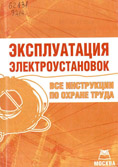 ЭКСПЛУАТАЦИЯ
ЭЛЕКТРОУСТАНОВОК
ВСЕ ИНСТРУКЦИИ
ПО ОХРАНЕ ТРУДА
МОСКВА